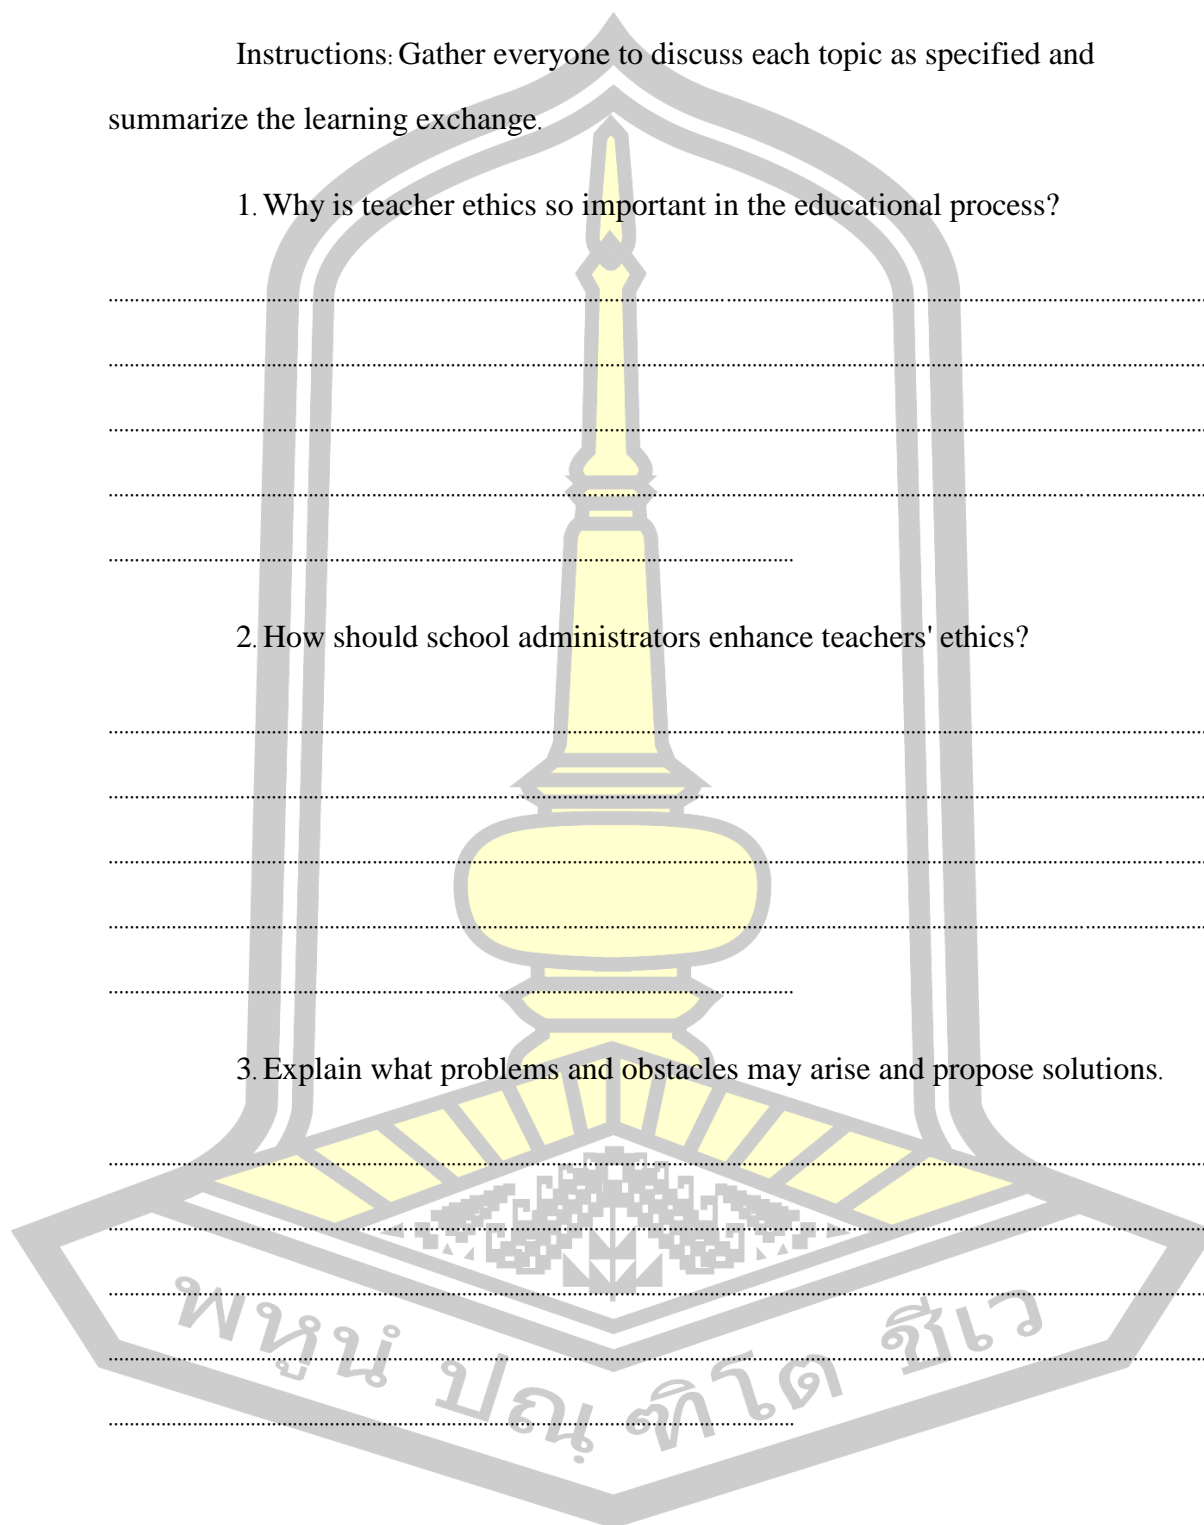 Instructions: Gather everyone to discuss each topic as specified and
summarize the learning exchange.
1. Why is teacher ethics so important in the educational process?
2. How should school administrators enhance teachers' ethics?
3. Explain what problems and obstacles may arise and propose solutions.
พหูนํ ปณฺฑิโต ชีเว